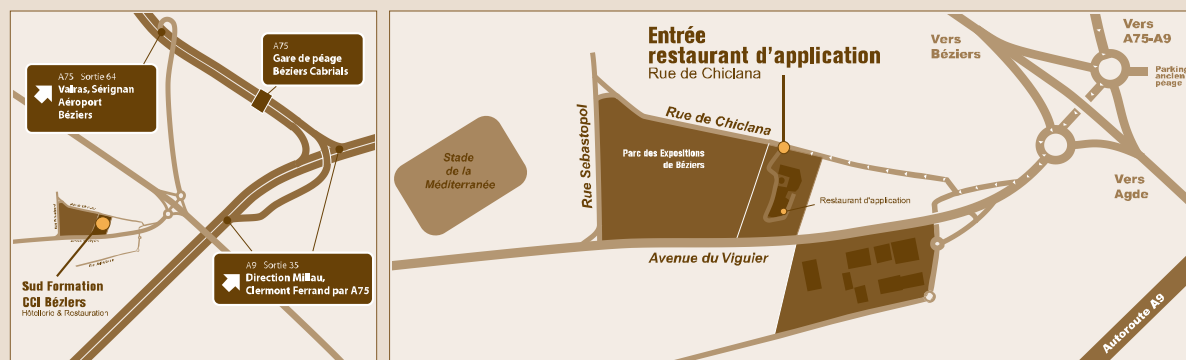 A75 Sortie 64
Valras, Sérignan
Aéroport
Béziers
A75
Gare de péage
Béziers Cabrials
Sud Formation
CCI Béziers
Hôtellerie & Restauration
A9 Sortie 35
Direction Millau,
Clermont Ferrand par A75
Entrée
restaurant d'application
Rue de Chiclana
Vers
Béziers
Vers
A75-A9
Parking
ancien
péage
Rue Sebastopol
Rue de Chiclana
Stade
de la
Méditerranée
Parc des Expositions
de Béziers
Restaurant d'application
Vers
Agde
Avenue du Viguier
Autoroute A9